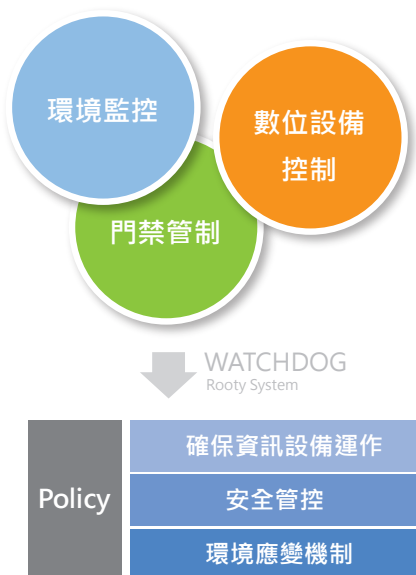 環境監控
數位設備
控制
門禁管制
WATCHDOG
Rooty System
Policy
確保資訊設備運作
安全管控
環境應變機制